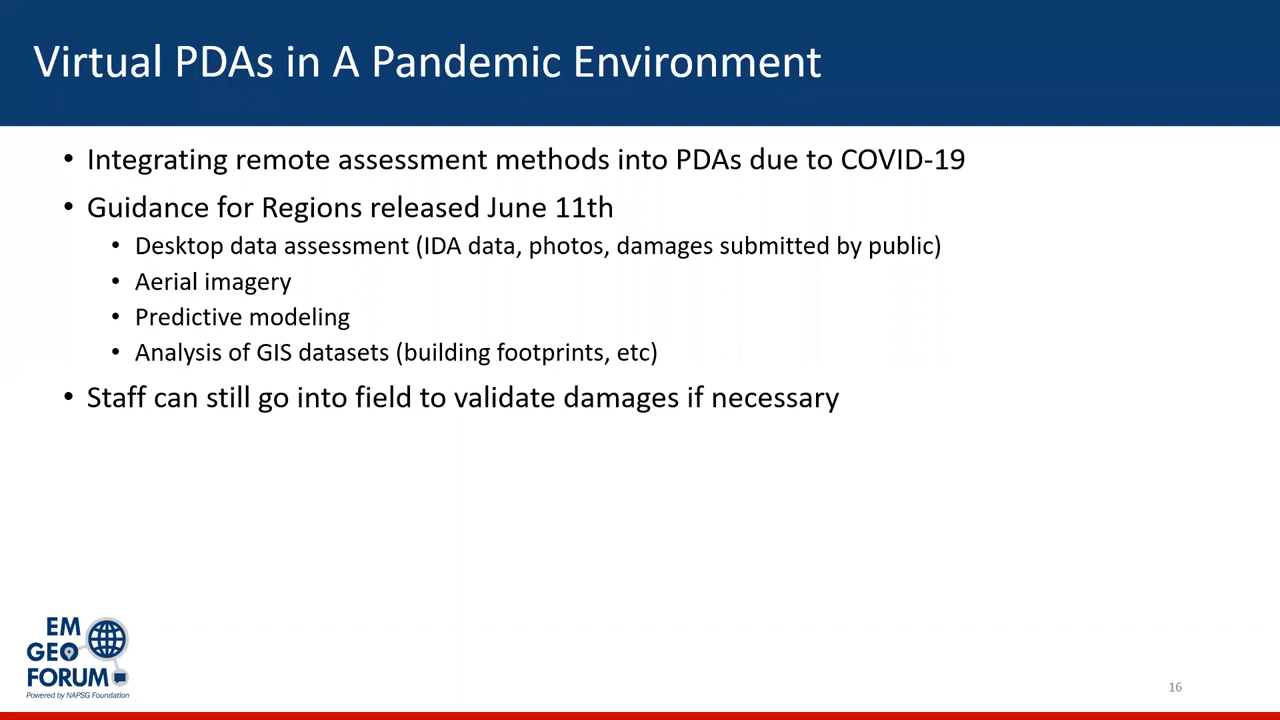 Virtual PDAs in A Pandemic Environment
• Integrating remote assessment methods into PDAs due to COVID-19
• Guidance for Regions released June 11th
• Desktop data assessment (IDA data, photos, damages submitted by public)
• Aerial imagery
• Predictive modeling
• Analysis of GIS datasets (building footprints, etc)
• Staff can still go into field to validate damages if necessary
EM
GEO
FORUM
Powered by NAPSG Foundation
16